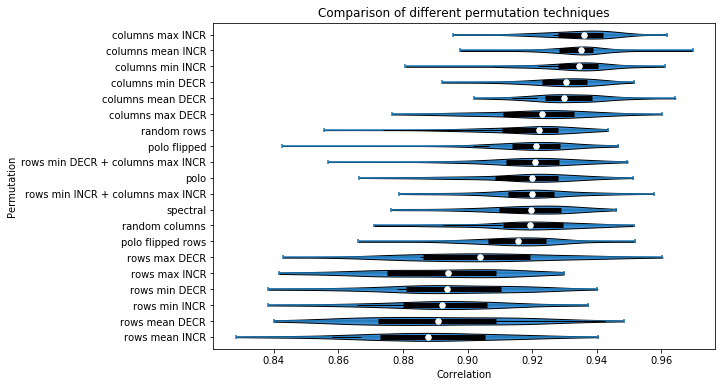 Comparison of different permutation techniques
Permutation
columns max INCR
columns mean INCR
columns min INCR
columns min DECR
columns mean DECR
columns max DECR
random rows
polo flipped
rows min DECR + columns max INCR
polo
rows min INCR + columns max INCR
spectral
random columns
polo flipped rows
rows max DECR
rows max INCR
rows min DECR
rows min INCR
rows mean DECR
rows mean INCR
0.84 0.86 0.88 0.90 0.92 0.94 0.96
Correlation